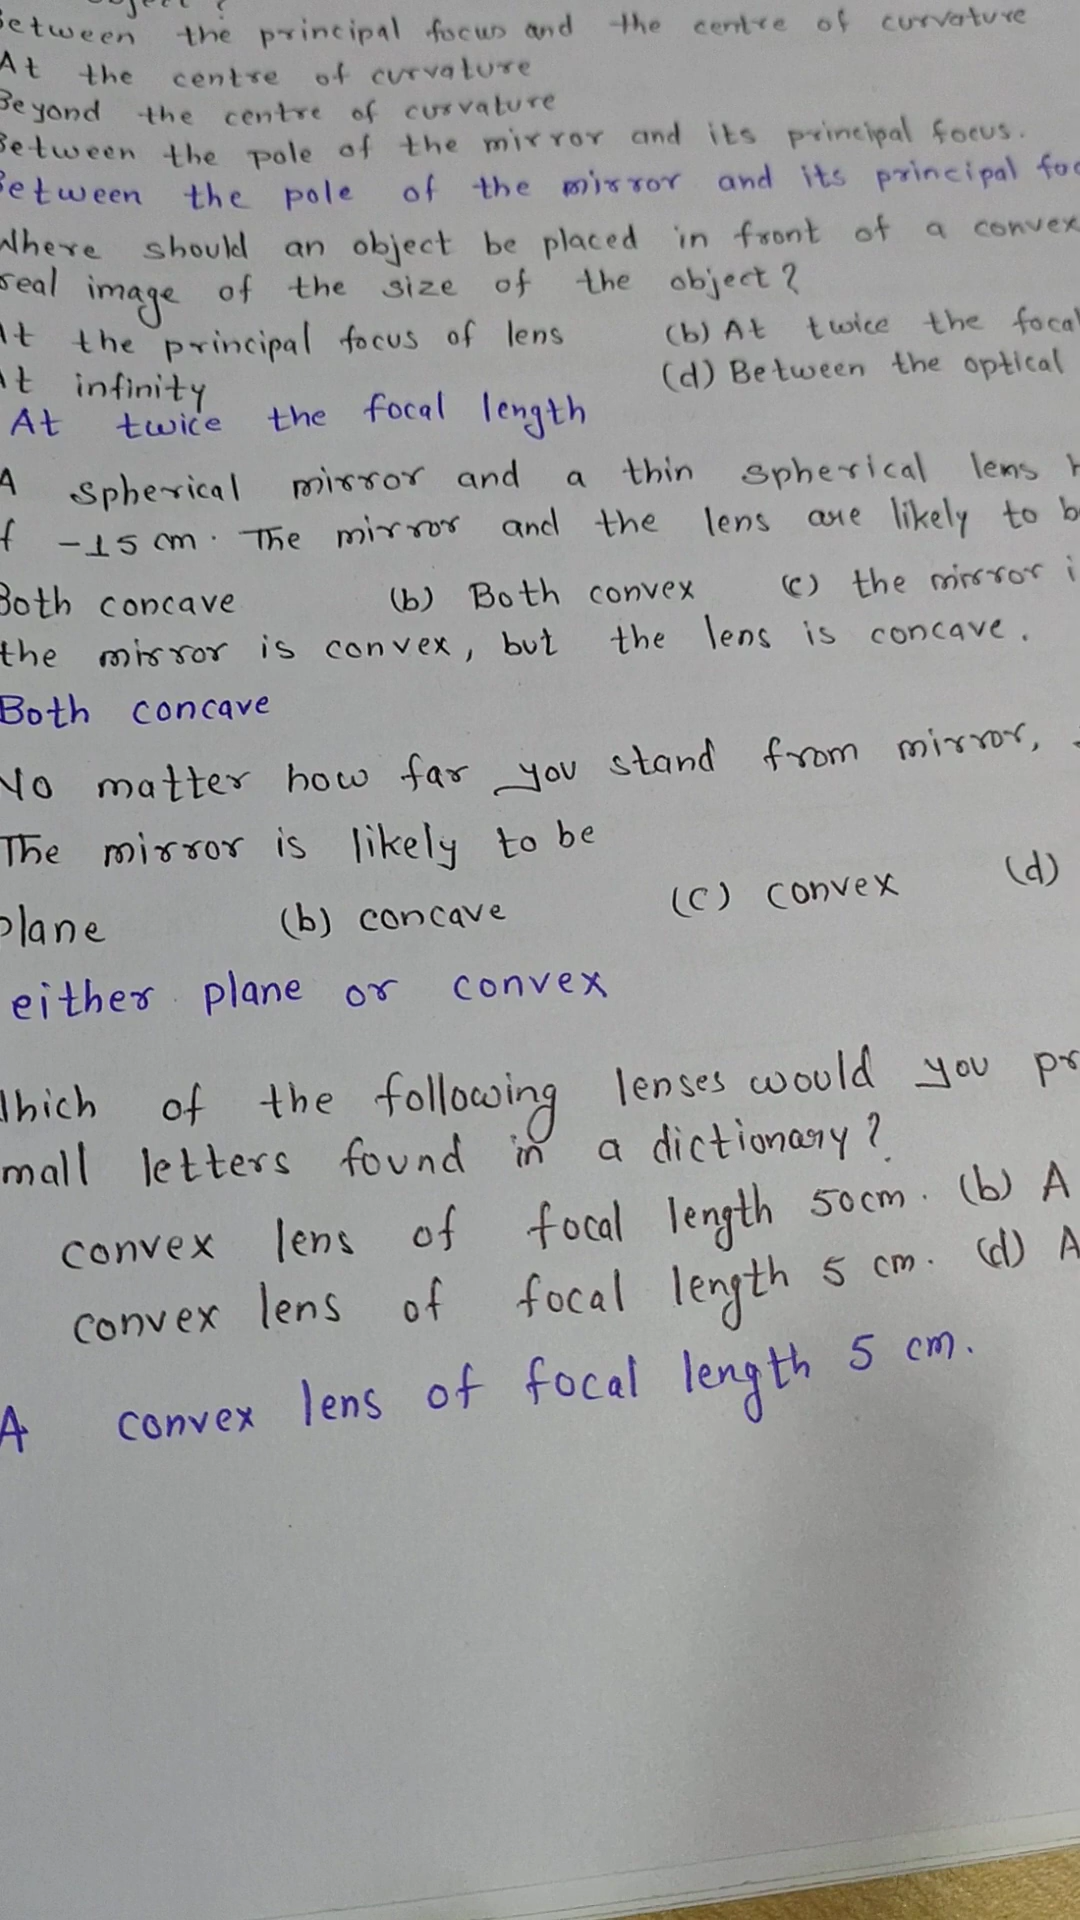 between the principal focus and the centre of curvature
At the centre of curvature
Beyond the centre of curvature
Between the pole of the mirror and its principal focus.
Between the pole of the mirror and its principal foc
Where should an object be placed in front of a convex
real image of the size of the object?
At the principal focus of lens (b) At twice the focal
At infinity (d) Between the optical
At twice the focal length
A spherical mirror and a thin spherical lens h
f -15 cm. The mirror and the lens are likely to b
Both concave (b) Both convex (c) the mirror i
the mirror is convex, but the lens is concave.
Both concave
No matter how far you stand from mirror,
The mirror is likely to be
plane (b) concave (c) convex (d)
either plane or convex
Which of the following lenses would you pr
mall letters found in a dictionary?
convex lens of focal length 50cm. (b) A
convex lens of focal length 5 cm. (d) A
A convex lens of focal length 5 cm.